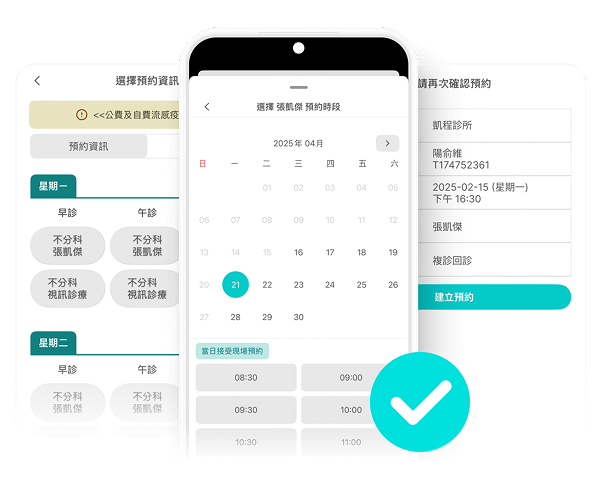 選擇預約資訊
<<公費及自費流感疫
預約資訊
星期一
早診 午診
不分科 不分科
張凱傑 張凱傑
不分科 不分科
視訊診療 視訊診療
星期二
早診 午診
不分科 不分科
張凱傑 張凱傑
選擇 張凱傑 預約時段
2025年 04月
日 一 二 三 四 五 六
01 02 03 04 05
06 07 08 09 10 11 12
13 14 15 16 17 18 19
20 21 22 23 24 25 26
27 28 29 30
當日接受現場預約
08:30 09:00
09:30 10:00
10:30 11:00
請再次確認預約
凱程診所
陽俞維
T174752361
2025-02-15 (星期一)
下午 16:30
張凱傑
複診回診
建立預約